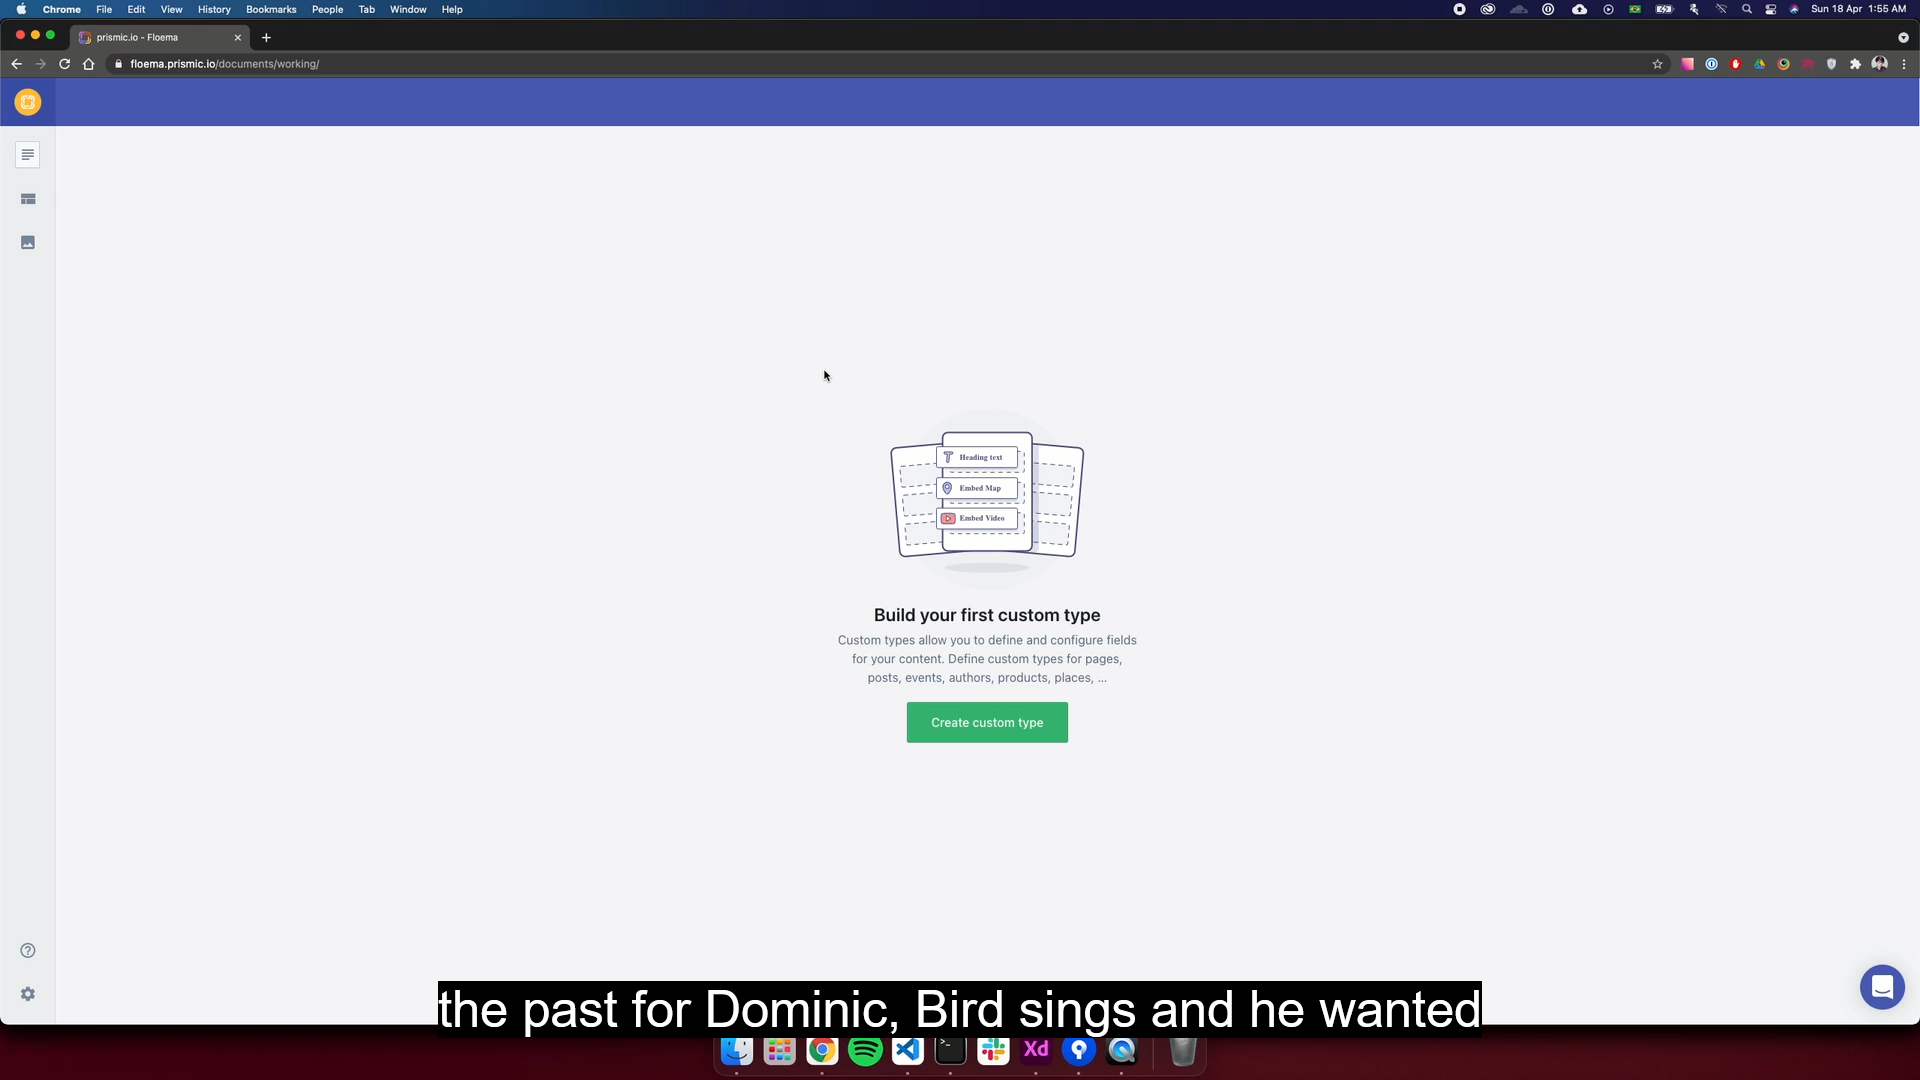 Chrome File Edit View History Bookmarks People Tab Window Help
Sun 18 Apr 1:55 AM
prismic.io - Floema
floema.prismic.io/documents/working/
Heading text
Embed Map
Embed Video
Build your first custom type
Custom types allow you to define and configure fields
for your content. Define custom types for pages,
posts, events, authors, products, places, ...
Create custom type
the past for Dominic, Bird sings and he wanted
Xd